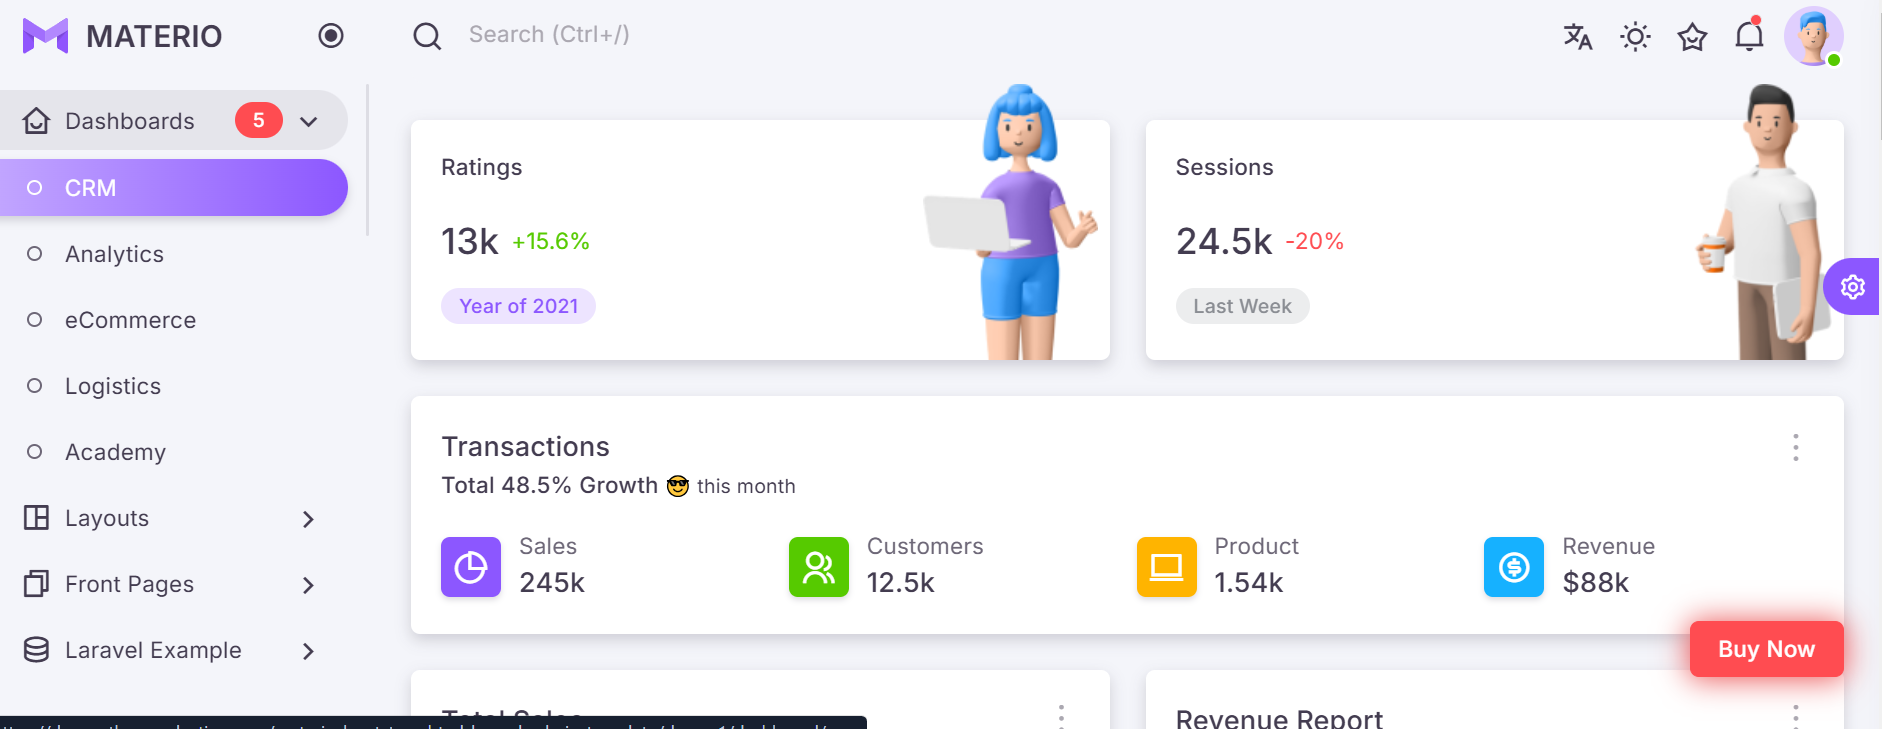 MATERIO
Search (Ctrl+/)
Dashboards 5
CRM
Analytics
eCommerce
Logistics
Academy
Layouts
Front Pages
Laravel Example
Ratings
13k +15.6%
Year of 2021
Sessions
24.5k -20%
Last Week
Transactions
Total 48.5% Growth 😎 this month
Sales
245k
Customers
12.5k
Product
1.54k
Revenue
$88k
Buy Now
Total Sales
Revenue Report